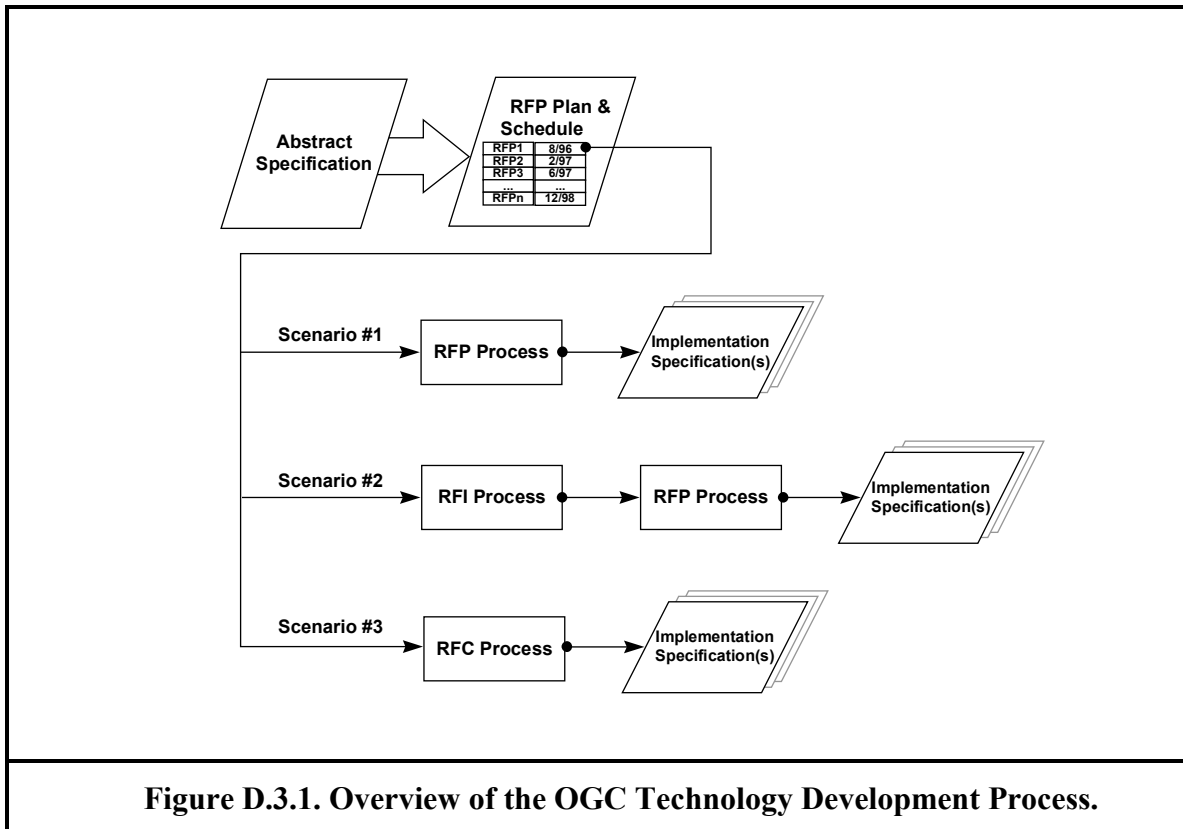 Abstract
Specification
RFP Plan &
Schedule
RFP1 8/96
RFP2 2/97
RFP3 6/97
... ...
RFPn 12/98
Scenario #1
RFP Process
Implementation
Specification(s)
Scenario #2
RFI Process
RFP Process
Implementation
Specification(s)
Scenario #3
RFC Process
Implementation
Specification(s)
Figure D.3.1. Overview of the OGC Technology Development Process.